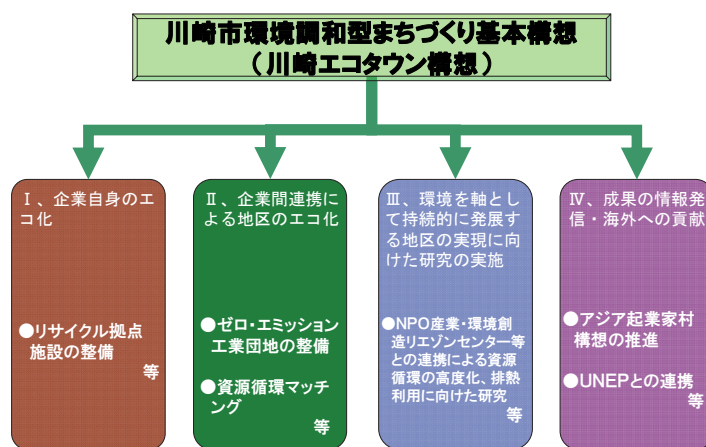 川崎市環境調和型まちづくり基本構想
（川崎エコタウン構想）
Ⅰ、企業自身のエ
コ化
●リサイクル拠点
施設の整備
等
Ⅱ、企業間連携に
よる地区のエコ化
●ゼロ・エミッション
工業団地の整備
●資源循環マッチ
ング
等
Ⅲ、環境を軸とし
て持続的に発展する
地区の実現に向
けた研究の実施
●NPO産業・環境創
造リエゾンセンター等
との連携による資源
循環の高度化、排熱
利用に向けた研究
等
Ⅳ、成果の情報発
信・海外への貢献
●アジア起業家村
構想の推進
●UNEPとの連携
等